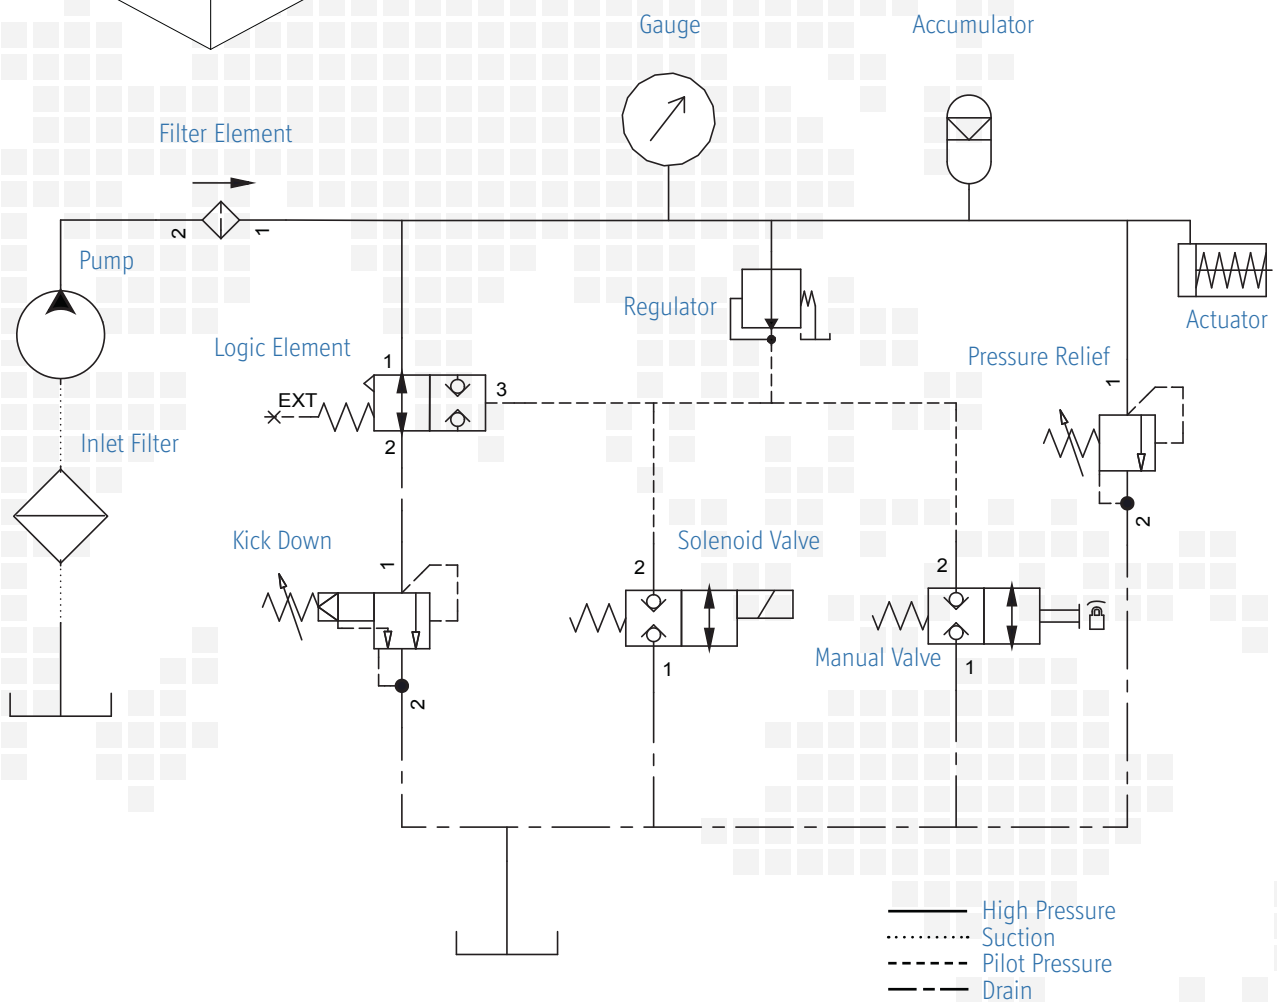 Gauge
Accumulator
Filter Element
2
1
Pump
Regulator
Actuator
Logic Element
Pressure Relief
1
1
3
EXT
2
Inlet Filter
2
Kick Down
Solenoid Valve
1
2
2
Manual Valve
1
1
2
High Pressure
Suction
Pilot Pressure
Drain